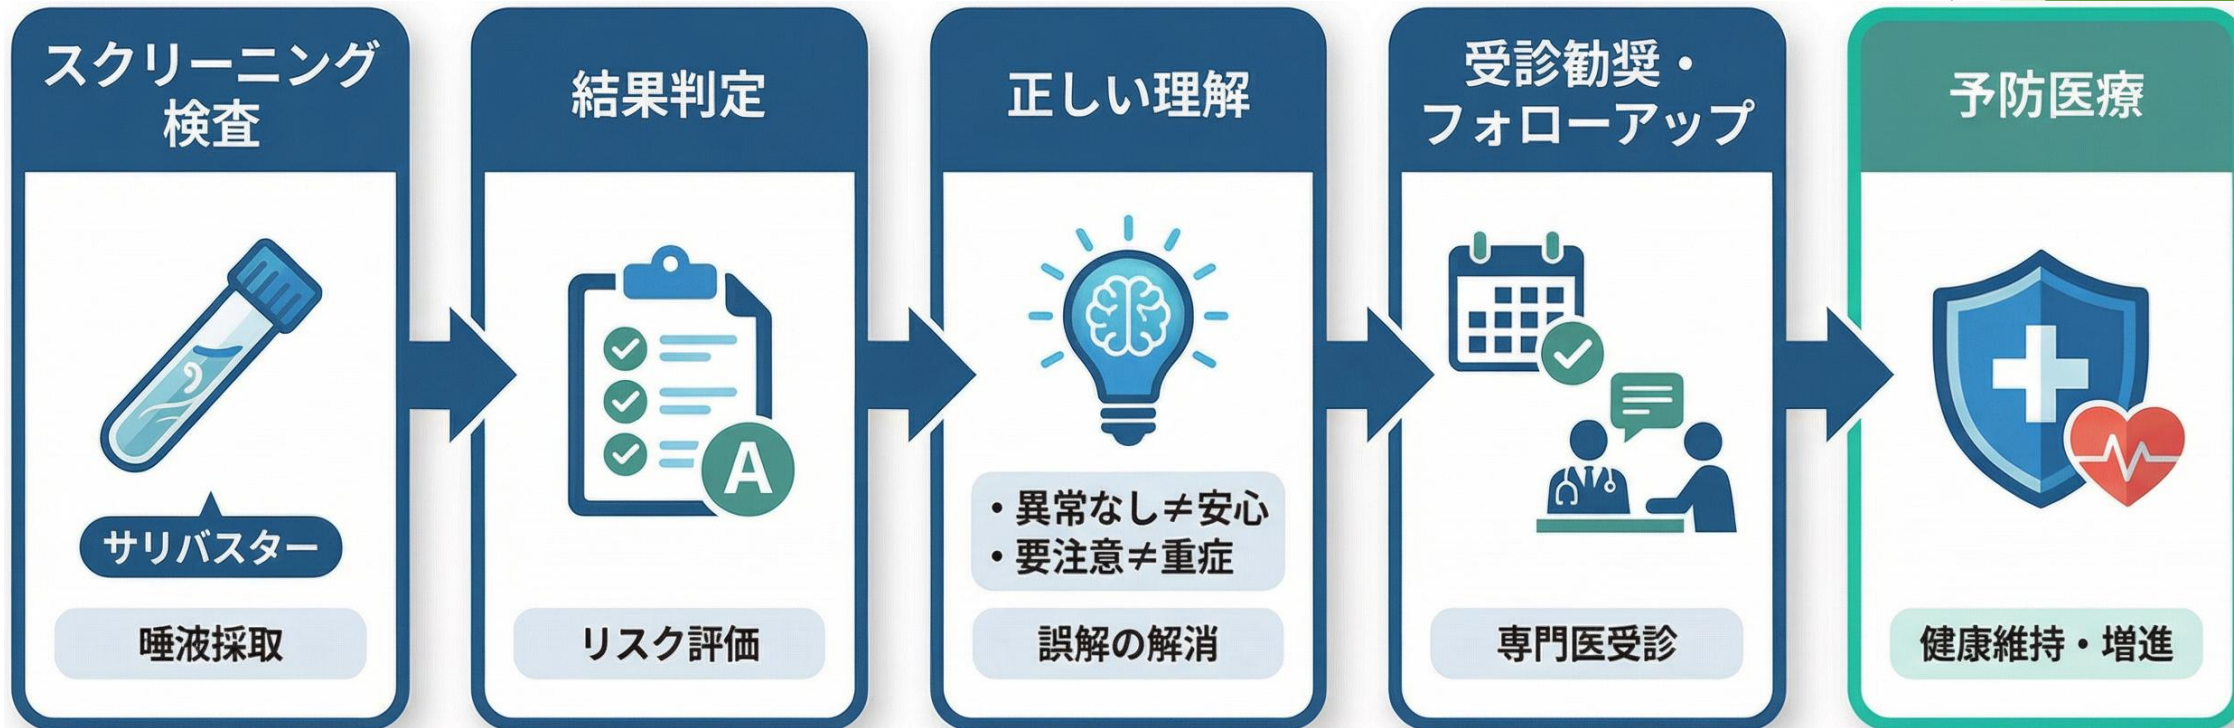 スクリーニング
検査
サリバスター
唾液採取
結果判定
A
リスク評価
正しい理解
・異常なし≠安心
・要注意≠重症
誤解の解消
受診勧奨・
フォローアップ
専門医受診
予防医療
健康維持・増進